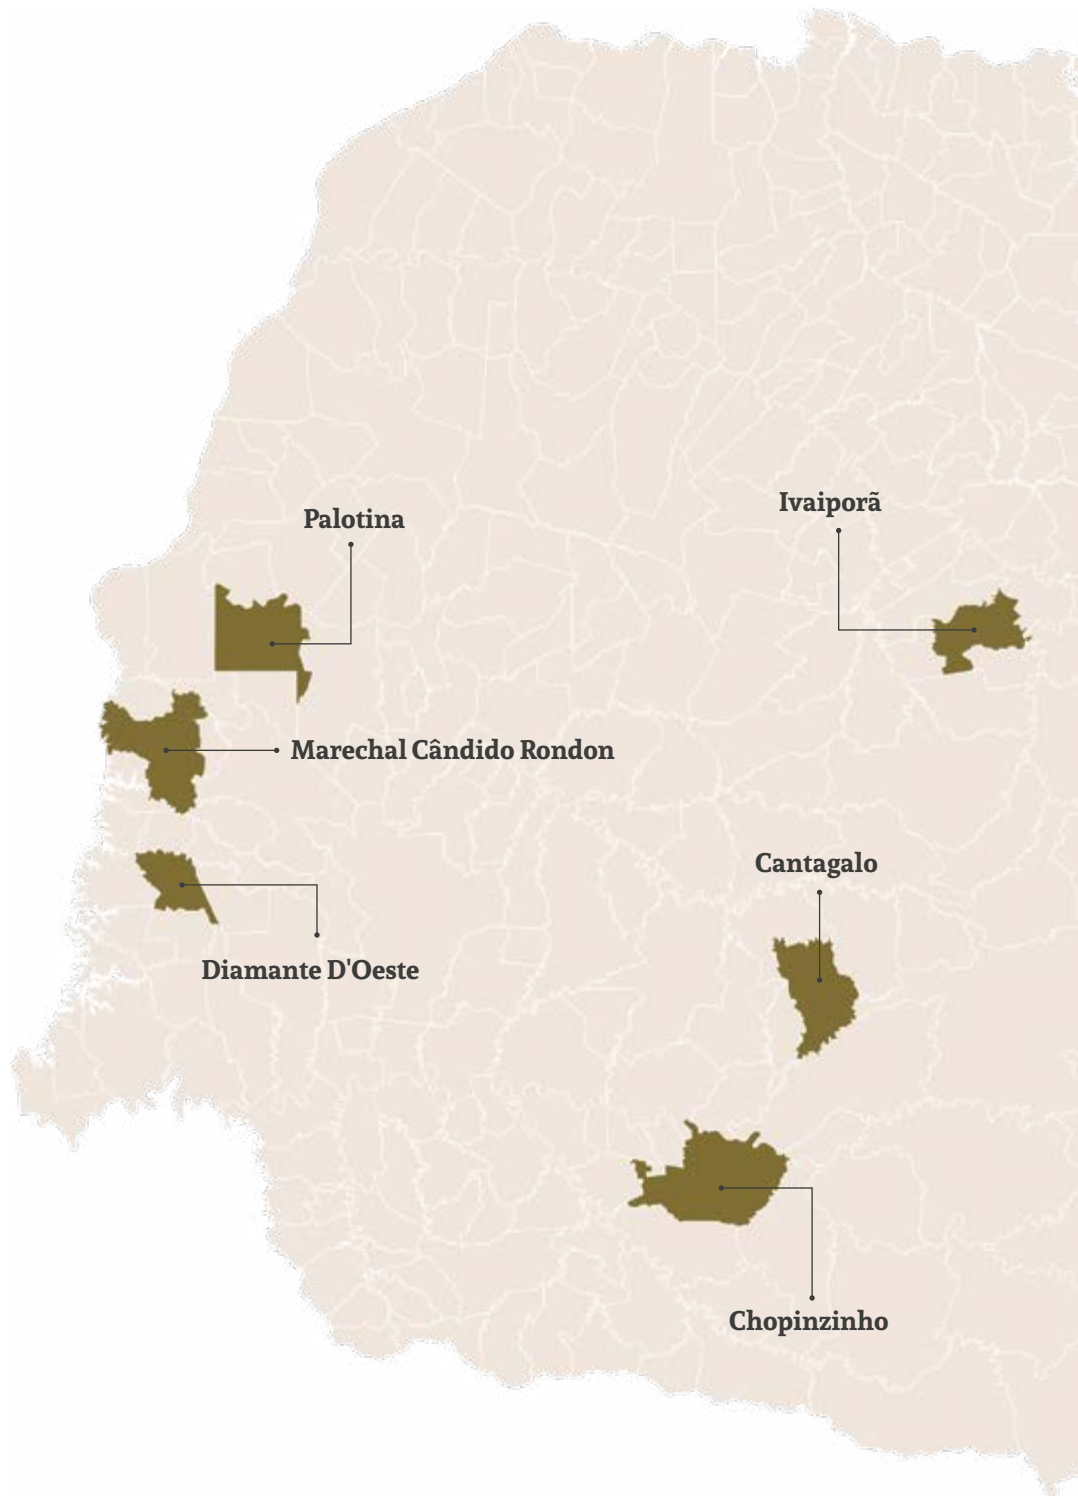 Ivaiporã
Palotina
Marechal Cândido Rondon
Cantagalo
Diamante D'Oeste
Chopinzinho